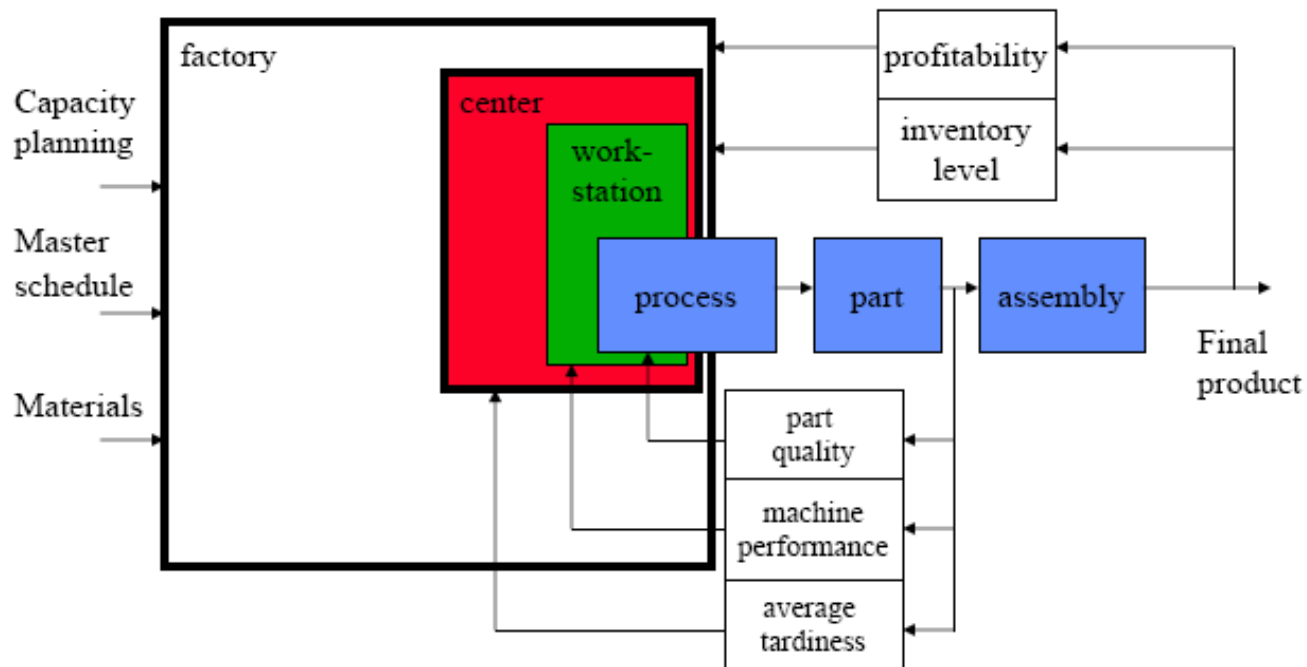 factory
profitability
center
Capacity
planning
inventory
level
work-
station
Master
schedule
process
part
assembly
Final
product
Materials
part
quality
machine
performance
average
tardiness